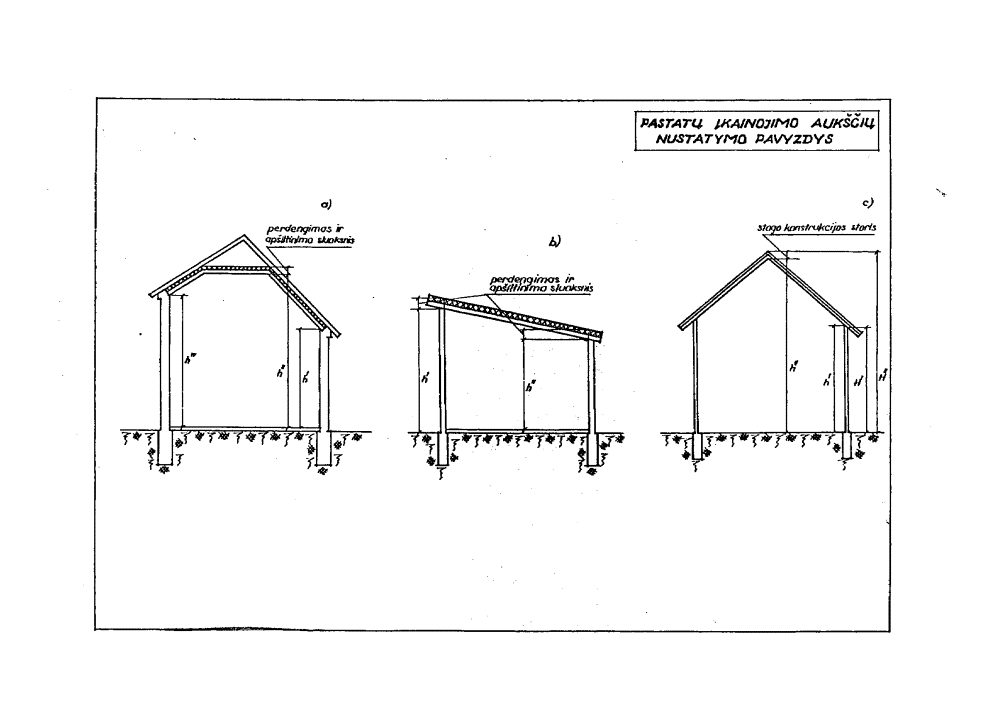 PASTATŲ ĮKAINOJIMO AUKŠČIŲ
NUSTATYMO PAVYZDYS
a)
perdengimas ir
apšiltinimo sluoksnis
h'''
h"
h'
b)
perdengimas ir
apšiltinimo sluoksnis
h'
h"
c)
stogo konstrukcijos storis
h"
h'
H'
H"